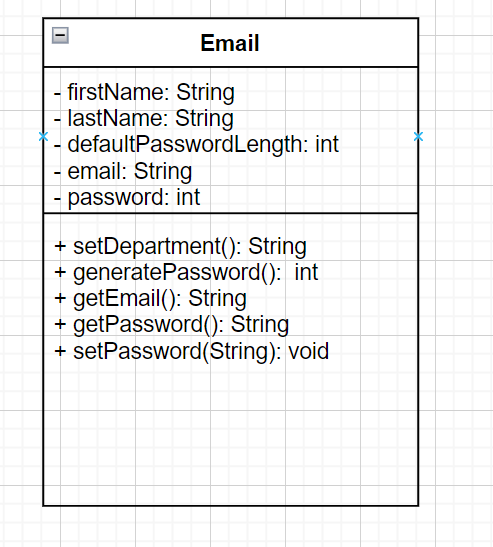 Email
- firstName: String
- lastName: String
- defaultPasswordLength: int
- email: String
- password: int
+ setDepartment(): String
+ generatePassword():  int
+ getEmail(): String
+ getPassword(): String
+ setPassword(String): void